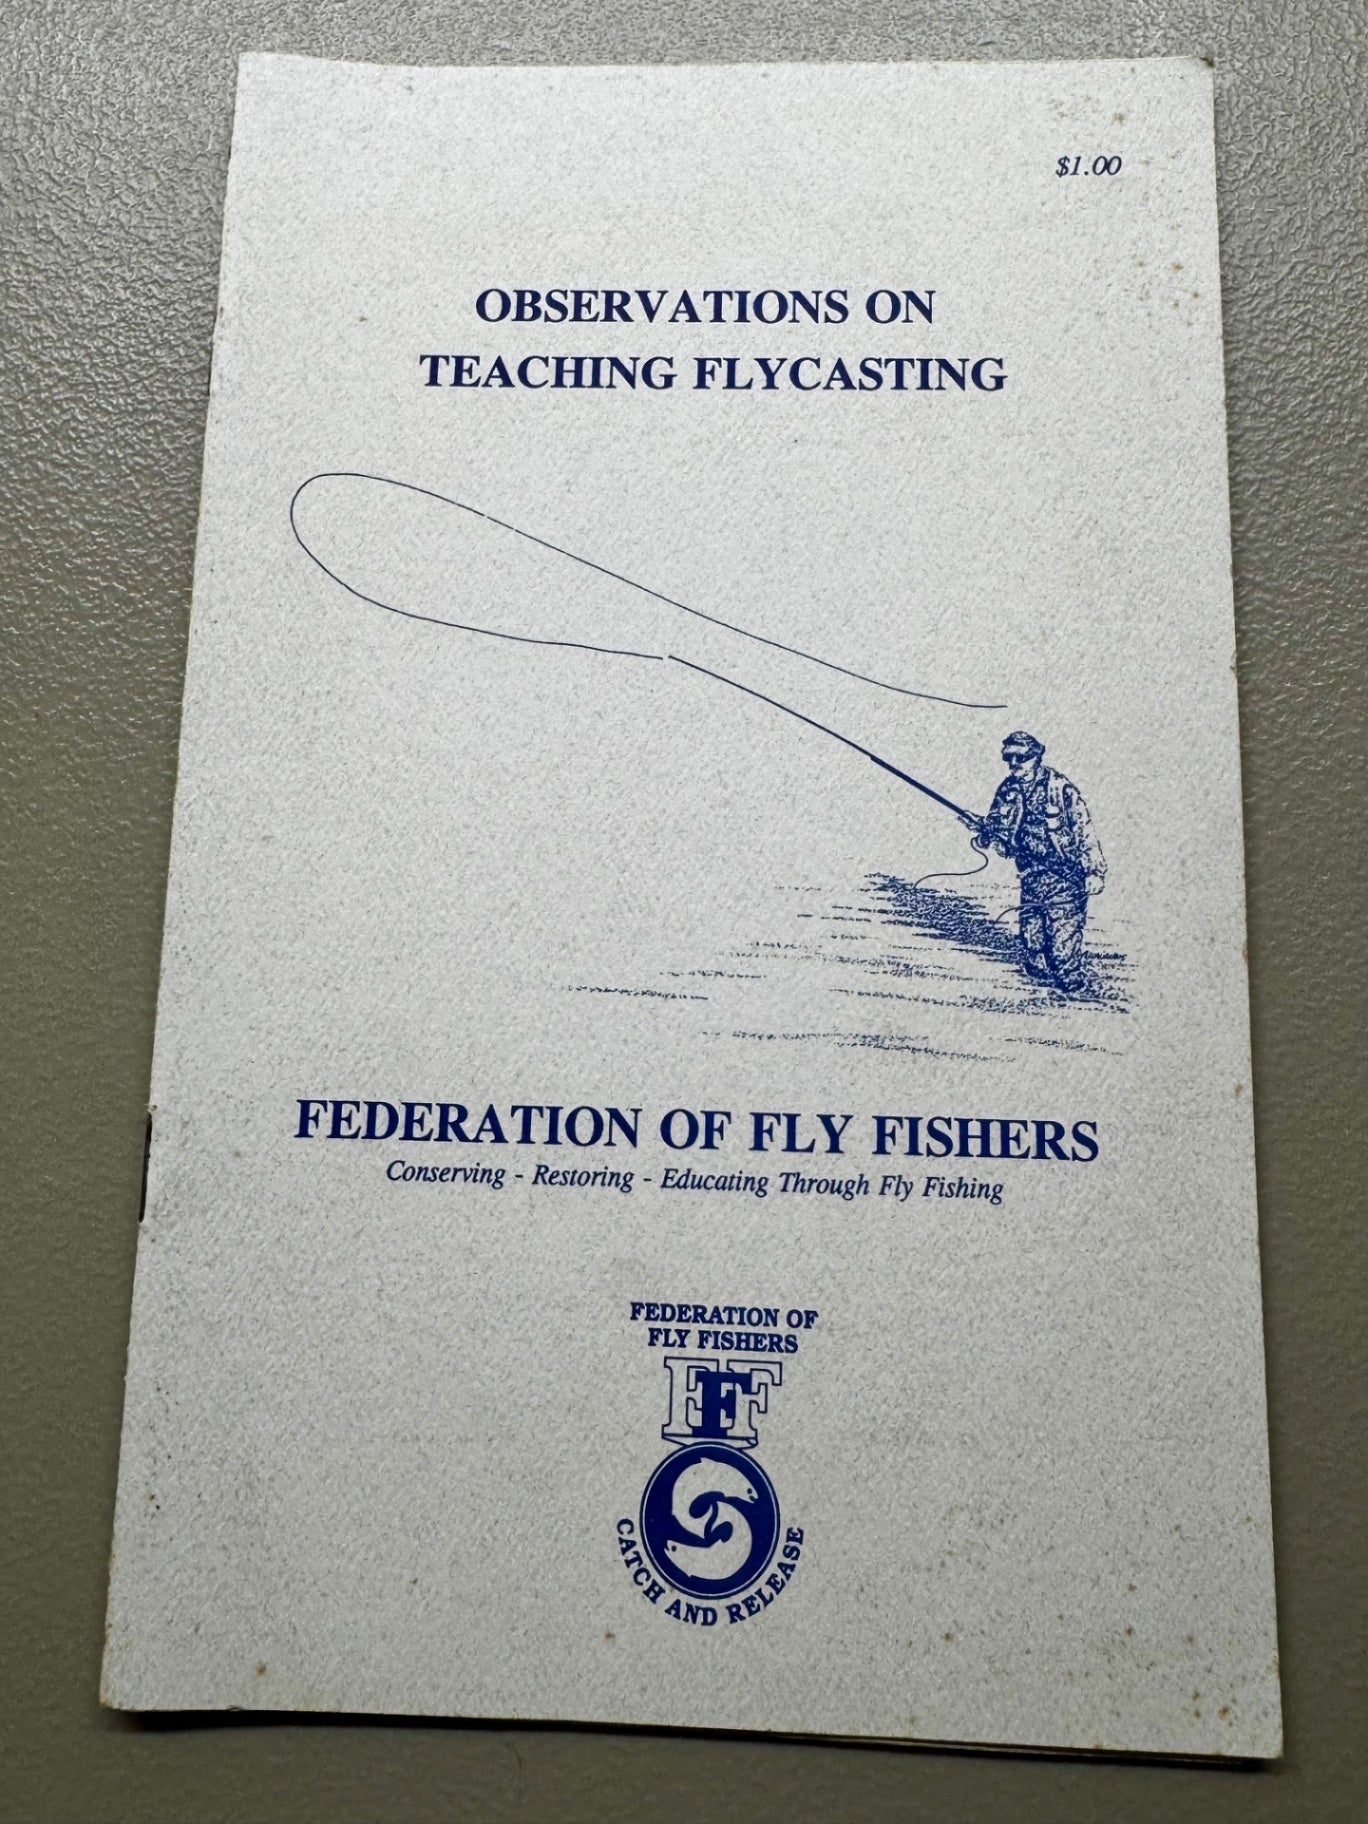 $1.00
OBSERVATIONS ON
TEACHING FLYCASTING
FEDERATION OF FLY FISHERS
Conserving - Restoring - Educating Through Fly Fishing
FEDERATION OF
FLY FISHERS
FFF
CATCH AND RELEASE